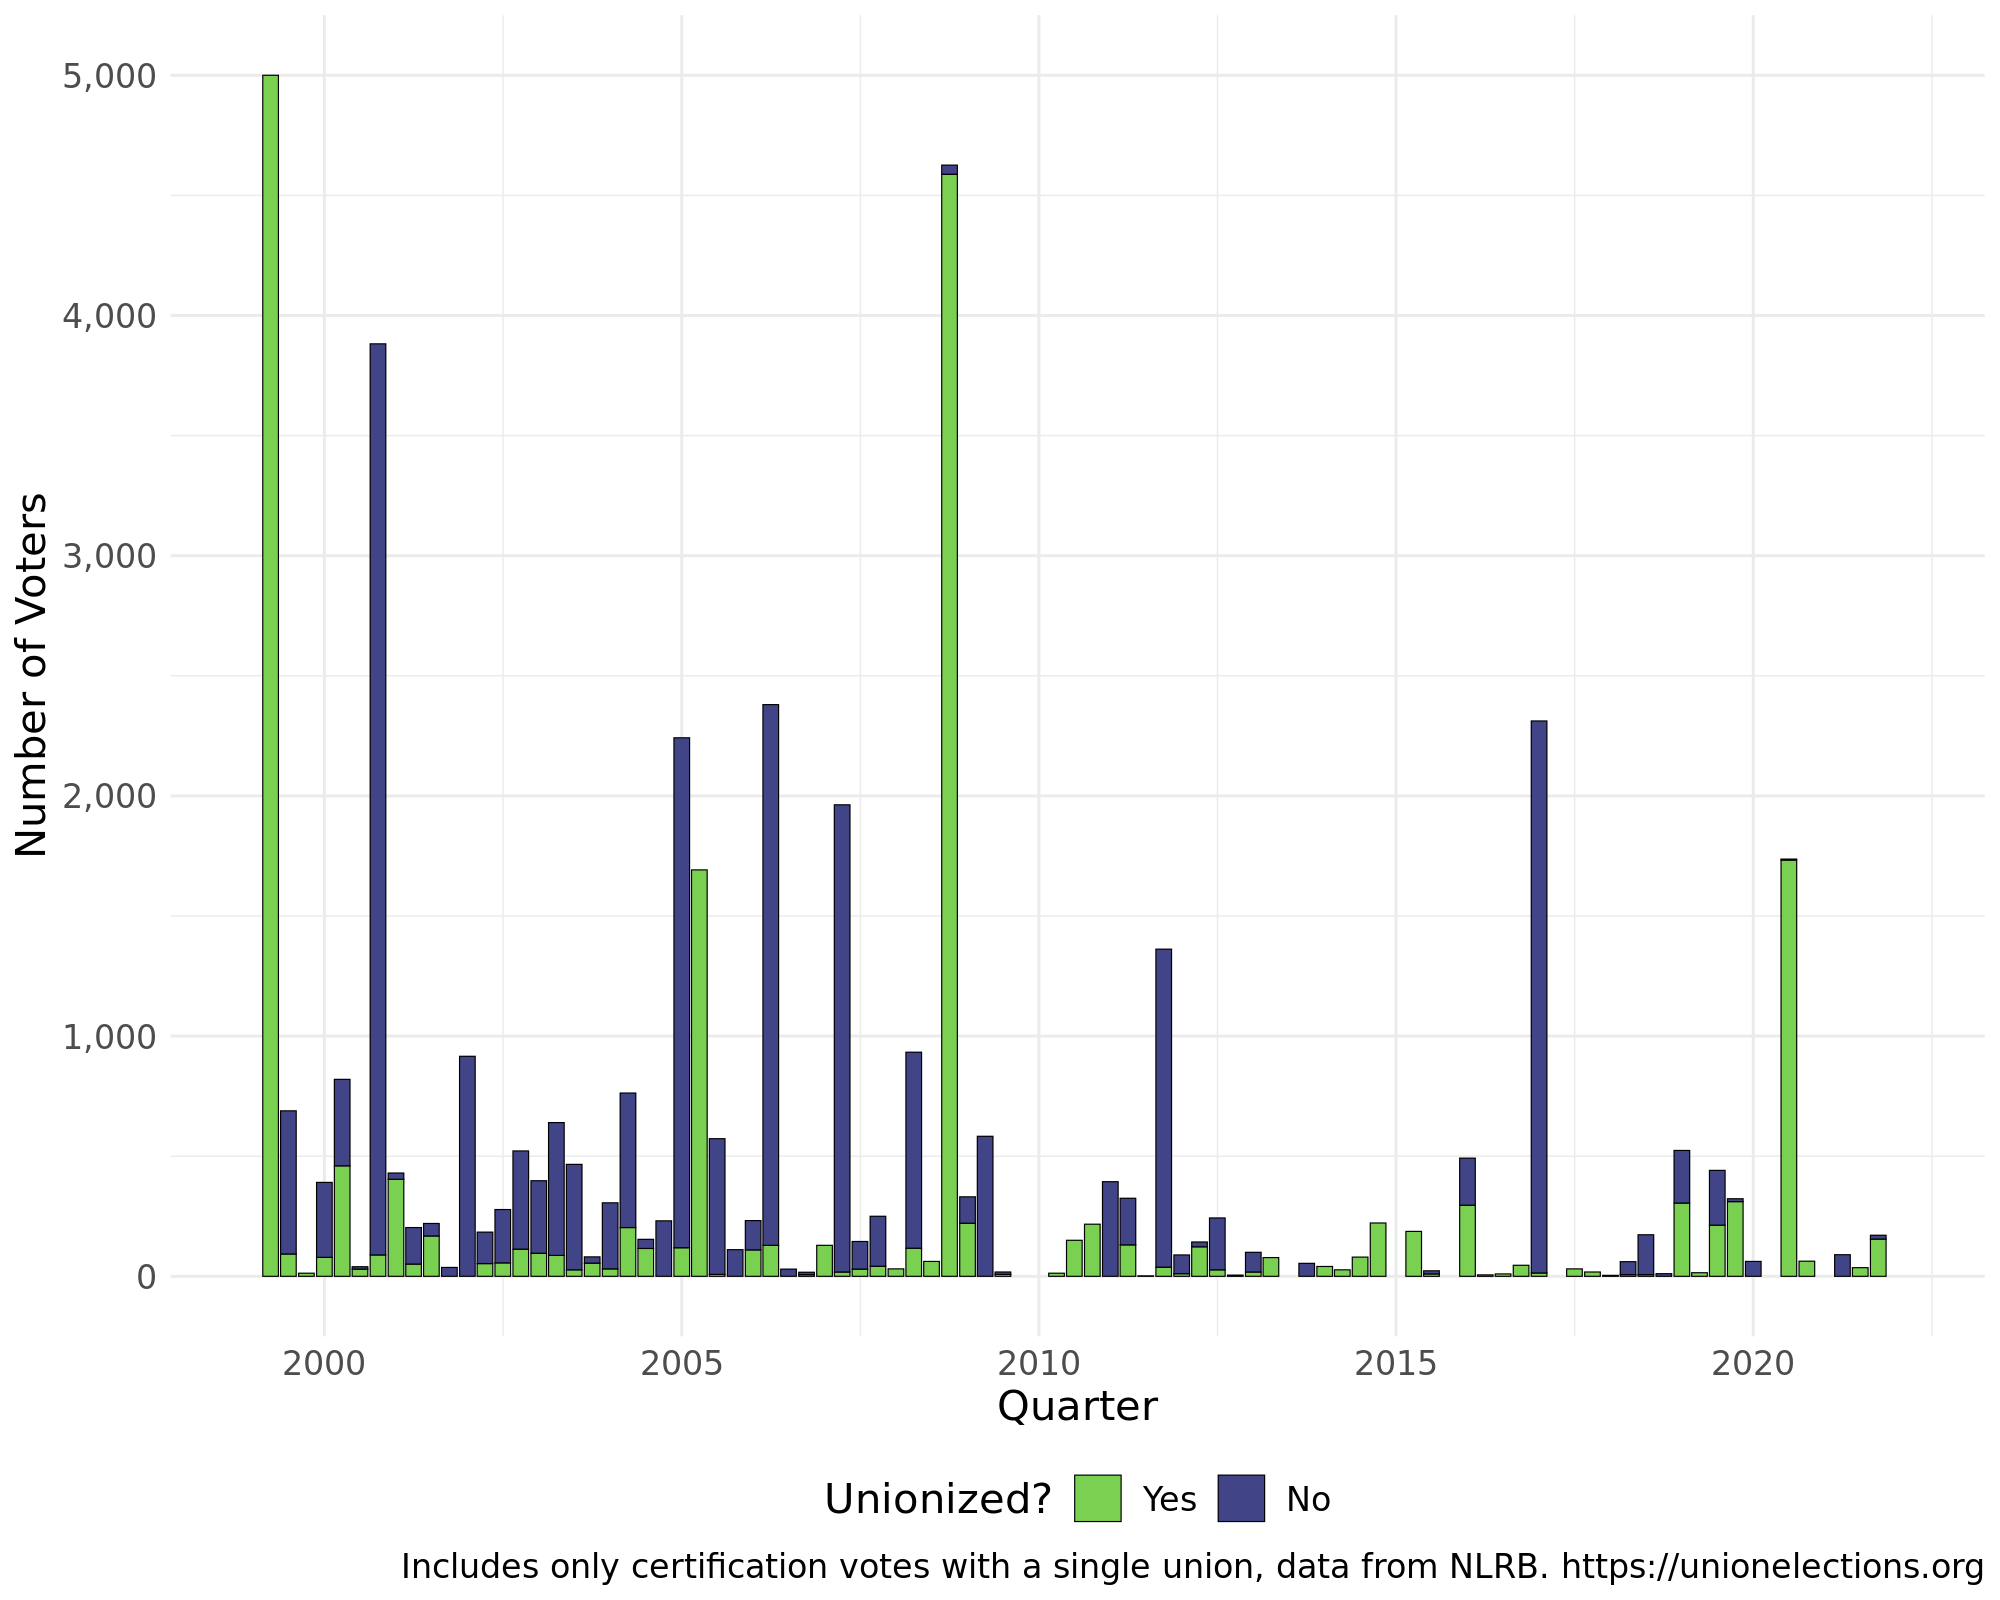 5,000
4,000
3,000
2,000
1,000
0
Number of Voters
2000 2005 2010 2015 2020
Quarter
Unionized? Yes No
Includes only certification votes with a single union, data from NLRB. https://unionelections.org